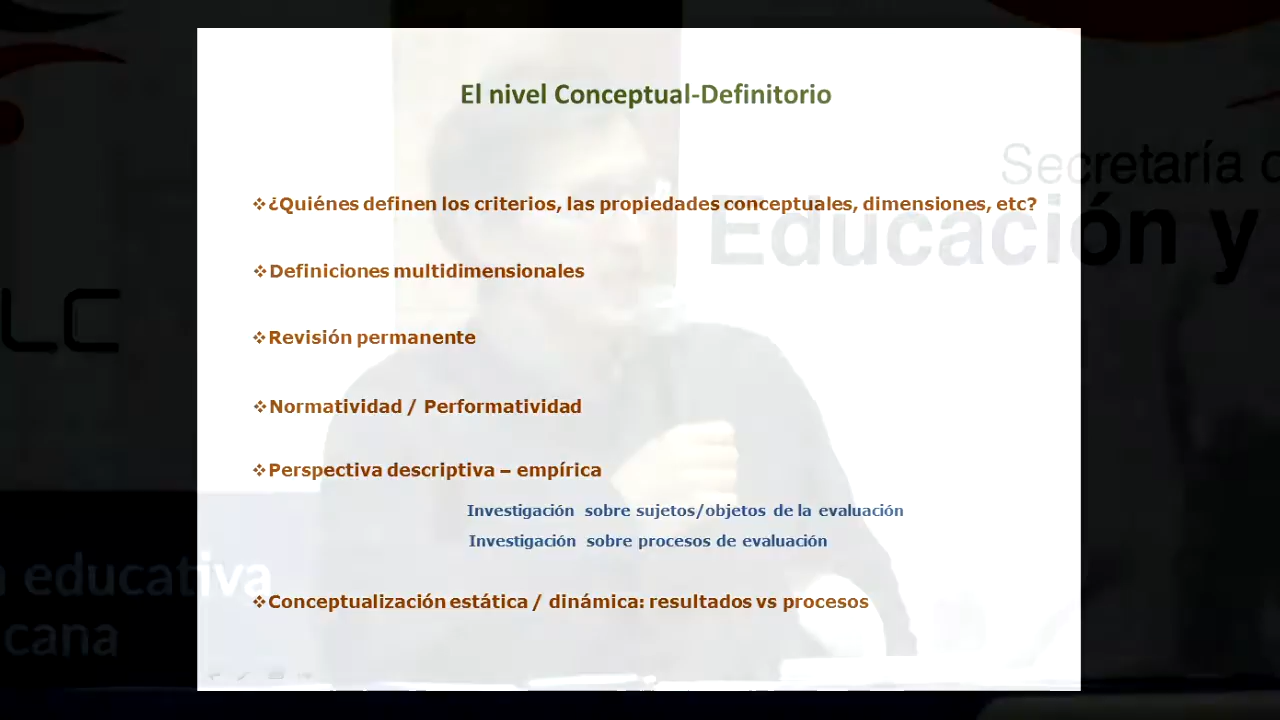 El nivel Conceptual-Definitorio
Secretaría
Educación y
❖¿Quiénes definen los criterios, las propiedades conceptuales, dimensiones, etc?
❖Definiciones multidimensionales
LC
❖Revisión permanente
❖Normatividad / Performatividad
❖Perspectiva descriptiva – empírica
Investigación sobre sujetos/objetos de la evaluación
Investigación sobre procesos de evaluación
educativa
❖Conceptualización estática / dinámica: resultados vs procesos
cana